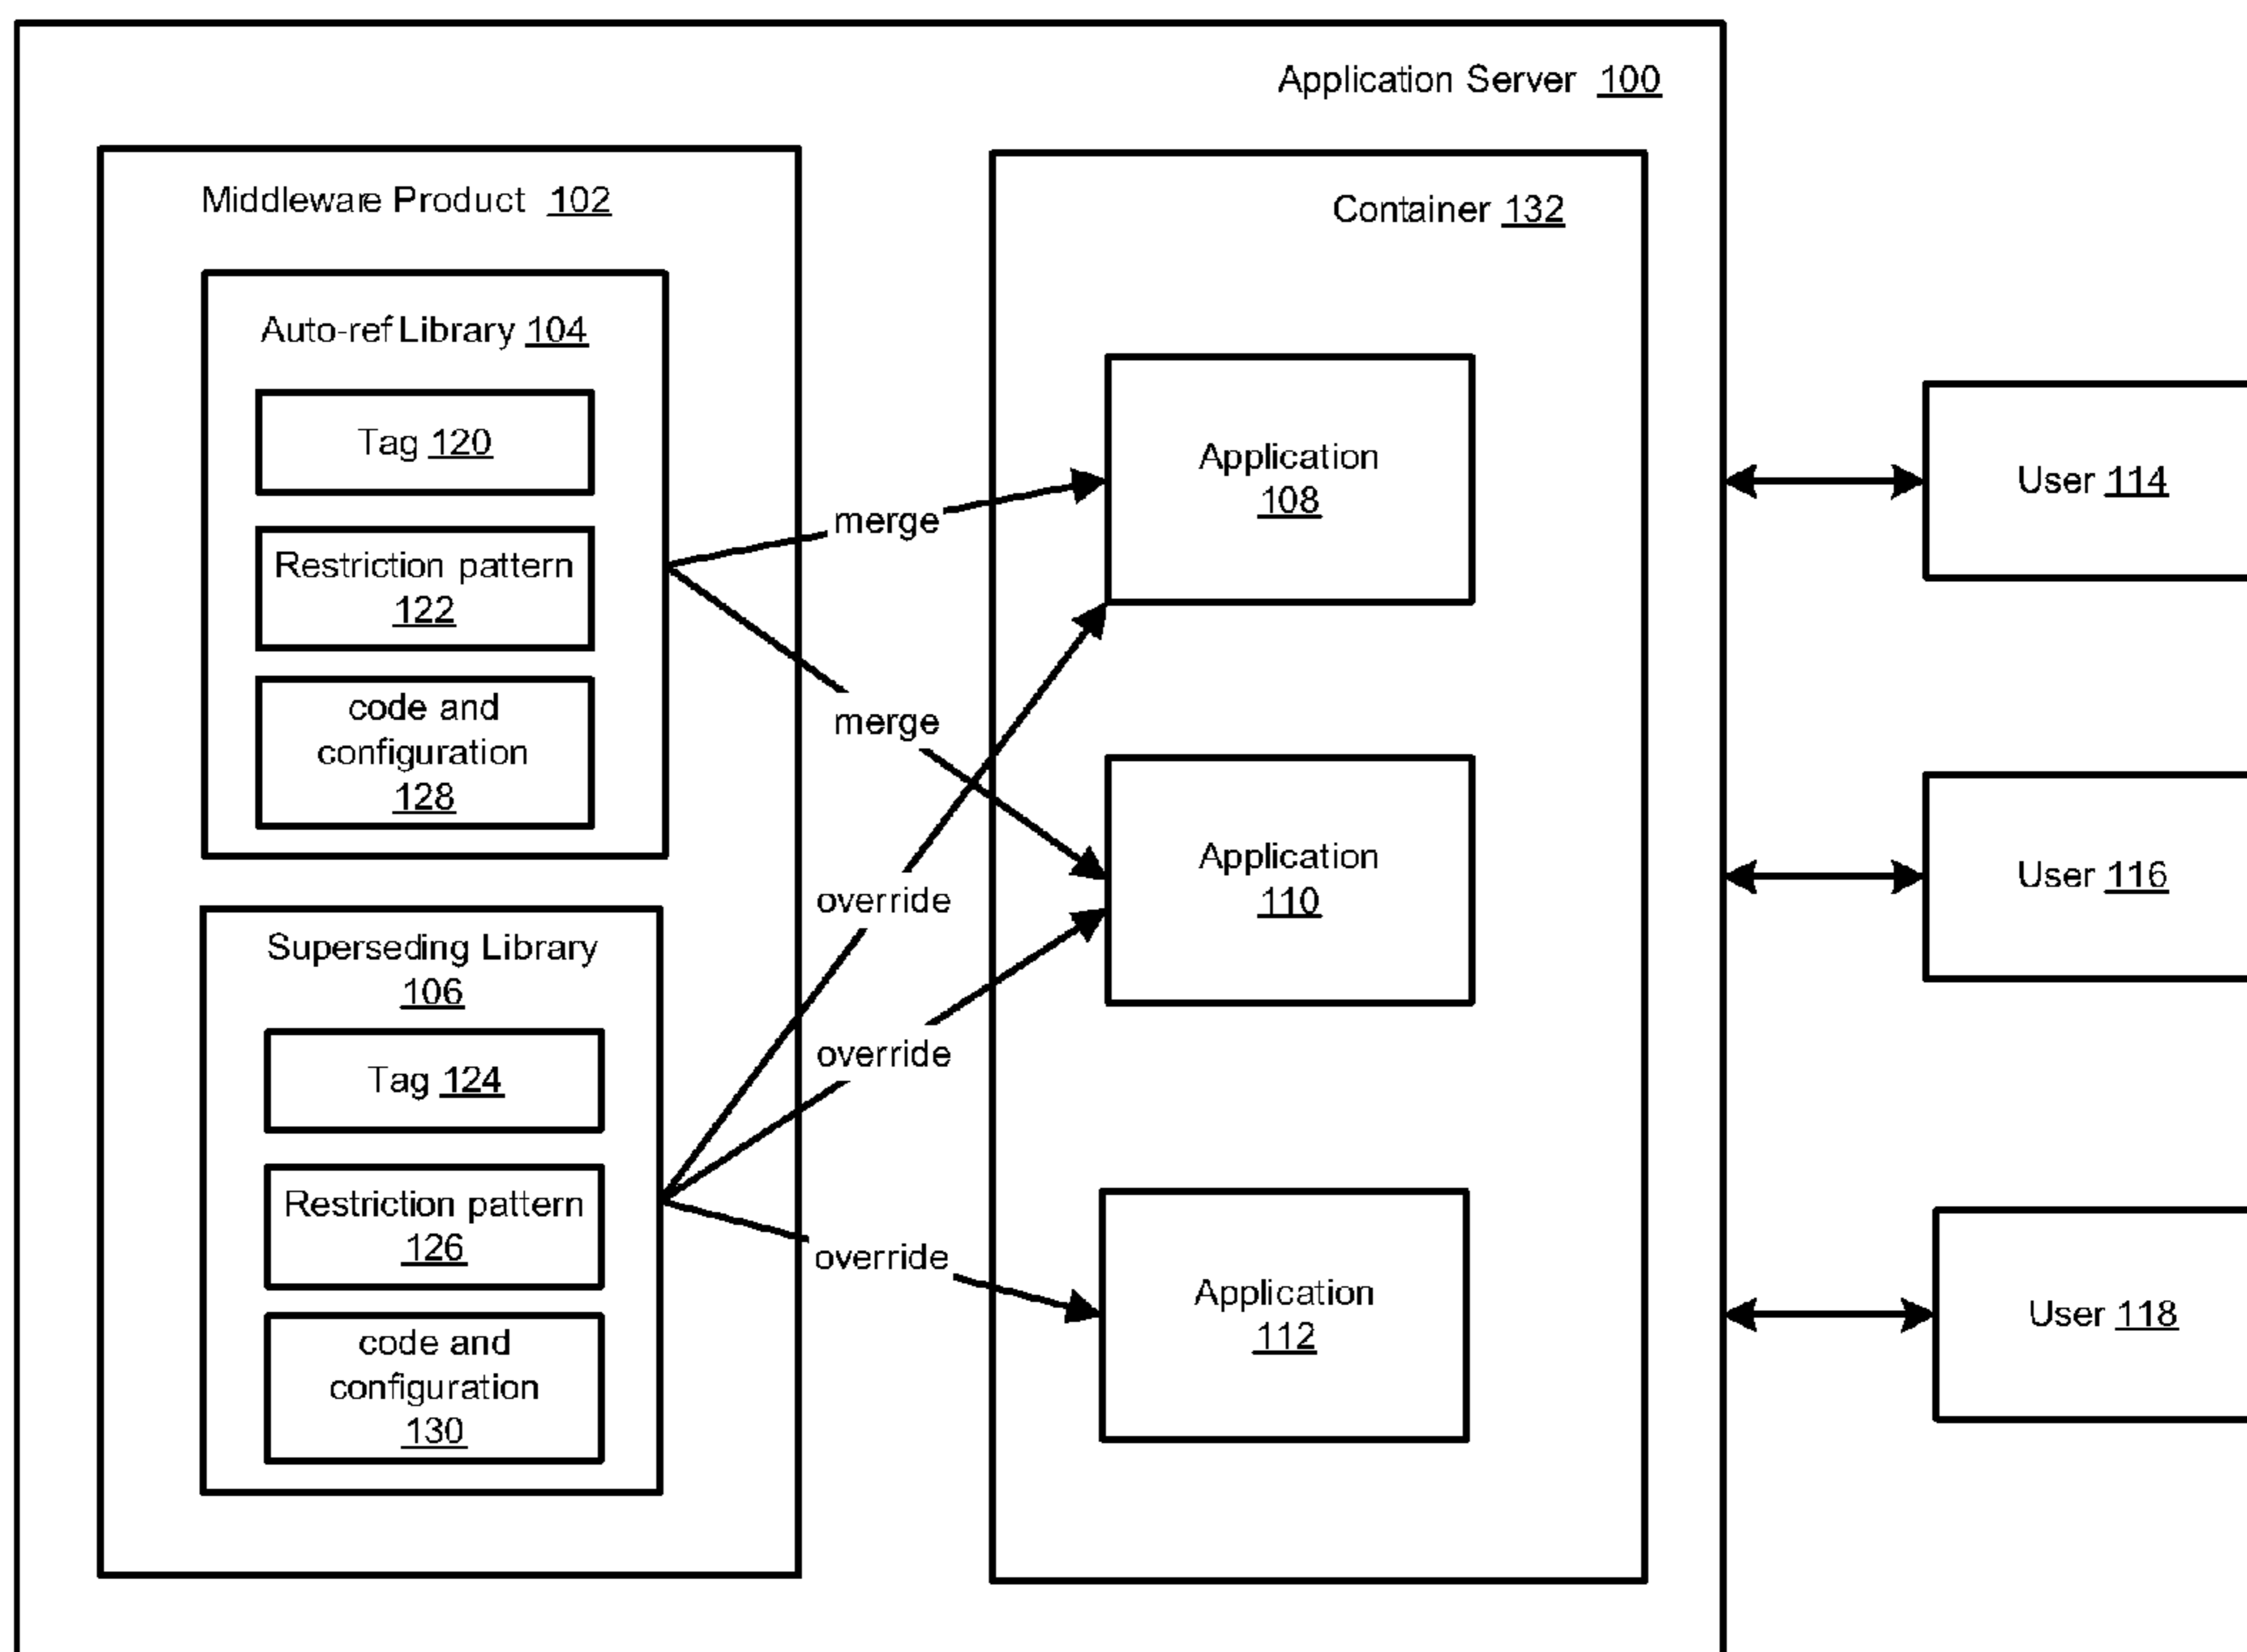 Application Server 100
Middleware Product 102
Container 132
Auto-ref Library 104
Tag 120
Restriction pattern
122
code and
configuration
128
Superseding Library
106
Tag 124
Restriction pattern
126
code and
configuration
130
merge
merge
override
override
override
Application
108
Application
110
Application
112
User 114
User 116
User 118